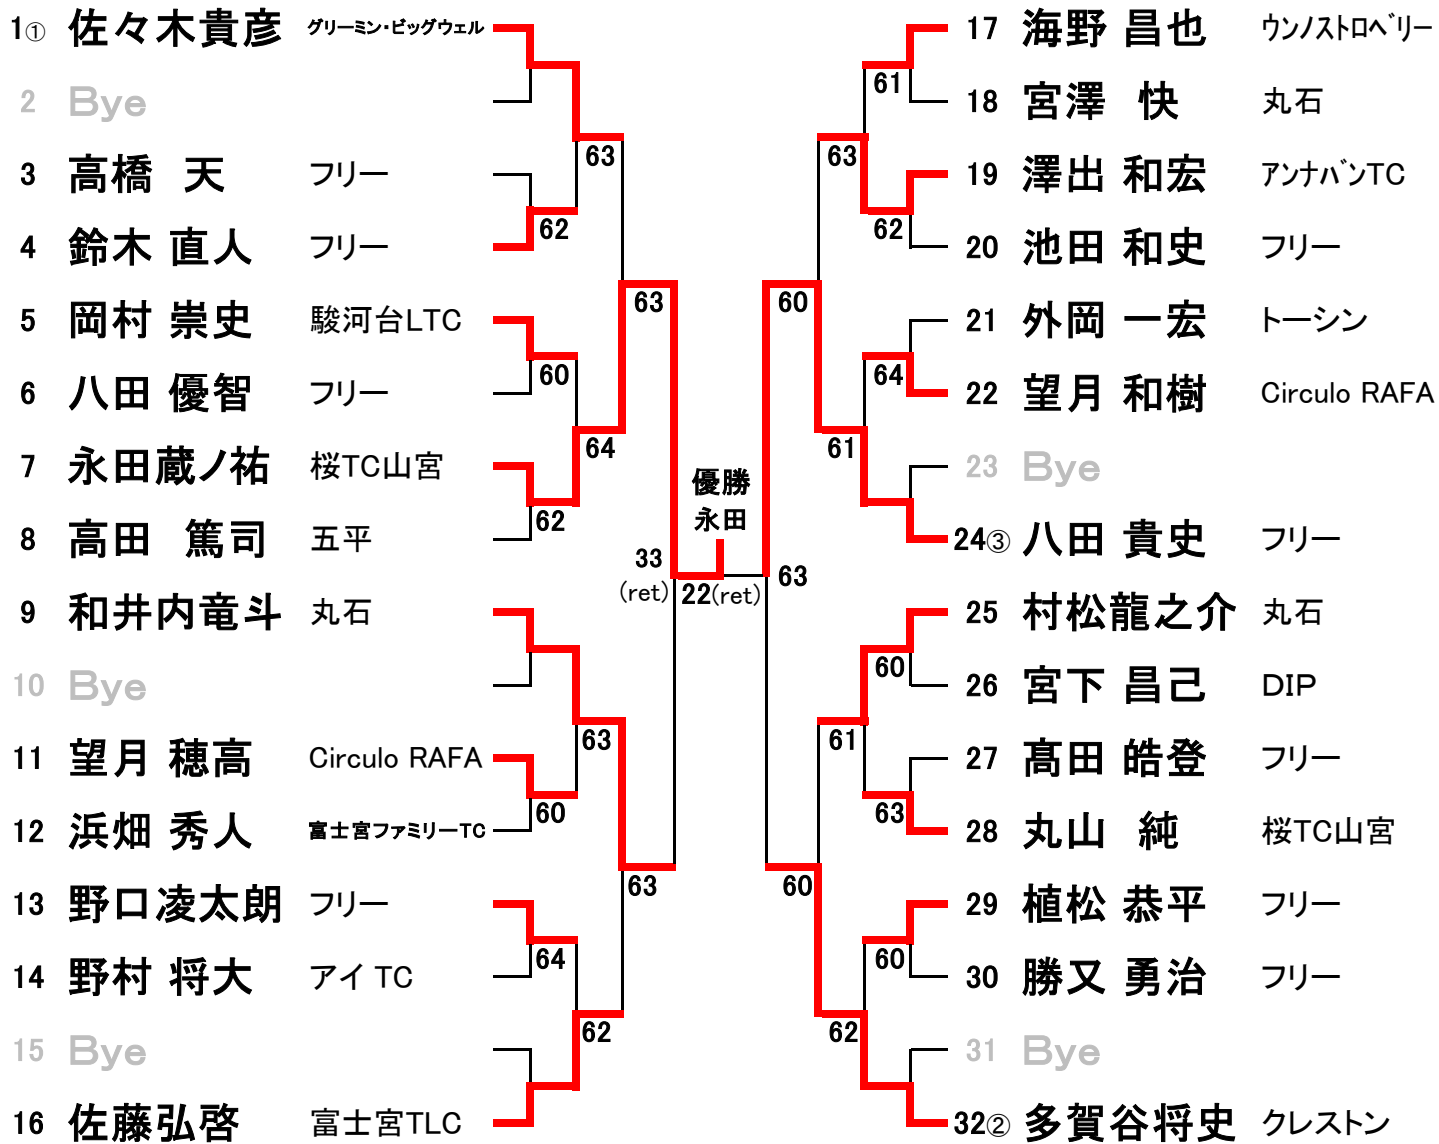 1① 佐々木貴彦 グリーミン・ビッグウェル
2 Bye
3 高橋 天 フリー
4 鈴木 直人 フリー
5 岡村 崇史 駿河台LTC
6 八田 優智 フリー
7 永田蔵ノ祐 桜TC山宮
8 高田 篤司 五平
9 和井内竜斗 丸石
10 Bye
11 望月 穂高 Circulo RAFA
12 浜畑 秀人 富士宮ファミリーTC
13 野口凌太朗 フリー
14 野村 将大 アイ TC
15 Bye
16 佐藤弘啓 富士宮TLC
63
62
60
64
62
63
63
60
64
62
63
33
(ret)
優勝
永田
22(ret)
63
60
60
63
61
61
62
61
62
64
60
63
60
17 海野 昌也 ウンノストロベリー
18 宮澤 快 丸石
19 澤出 和宏 アンナバンTC
20 池田 和史 フリー
21 外岡 一宏 トーシン
22 望月 和樹 Circulo RAFA
23 Bye
24③ 八田 貴史 フリー
25 村松龍之介 丸石
26 宮下 昌己 DIP
27 髙田 皓登 フリー
28 丸山 純 桜TC山宮
29 植松 恭平 フリー
30 勝又 勇治 フリー
31 Bye
32② 多賀谷将史 クレストン